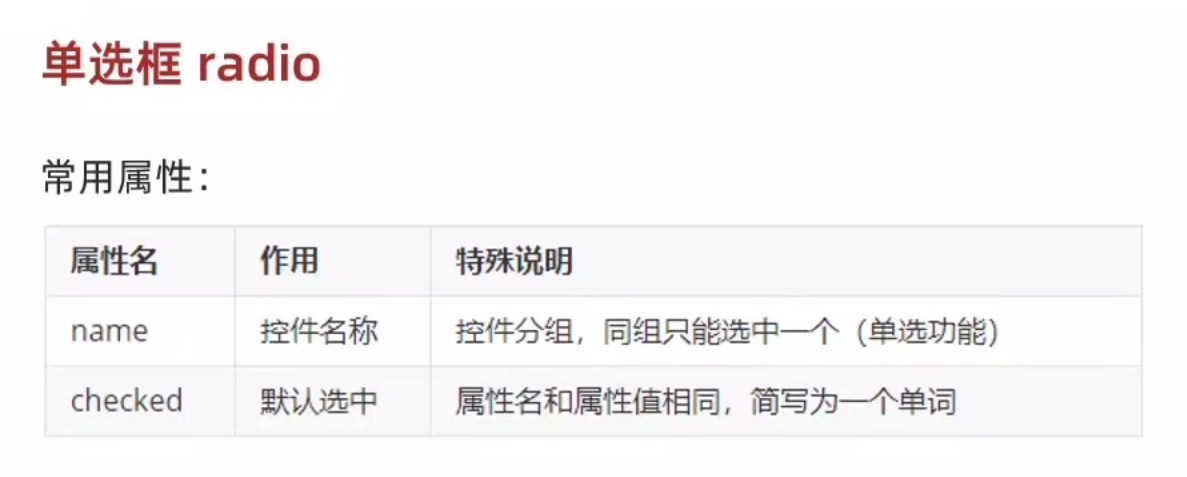 单选框 radio
常用属性：
属性名 作用 特殊说明
name 控件名称 控件分组，同组只能选中一个（单选功能）
checked 默认选中 属性名和属性值相同，简写为一个单词